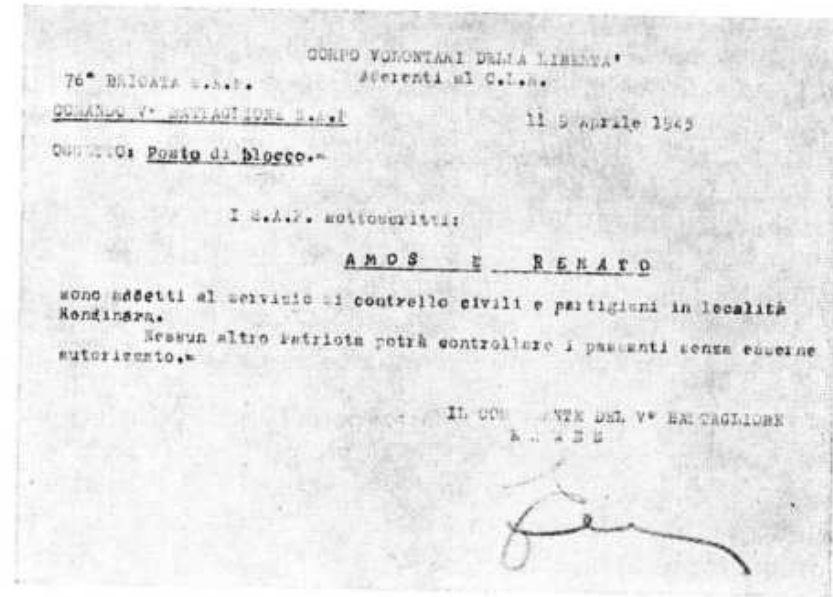 CORPO VOLONTARI DELLA LIBERTA'
76ª BRIGATA S.A.P. Aderenti al C.L.N.
COMANDO V° BATTAGLIONE S.A.P 11 5 Aprile 1945
OGGETTO: Posto di blocco.=
I S.A.P. sottoscritti:
AMOS E RENATO
sono addetti al servizio di controllo civili e partigiani in località
Rondinara.
Nessun altro Patriota potrà controllare i passanti senza esserne
autorizzato.=
IL COMANDANTE DEL V° BATTAGLIONE